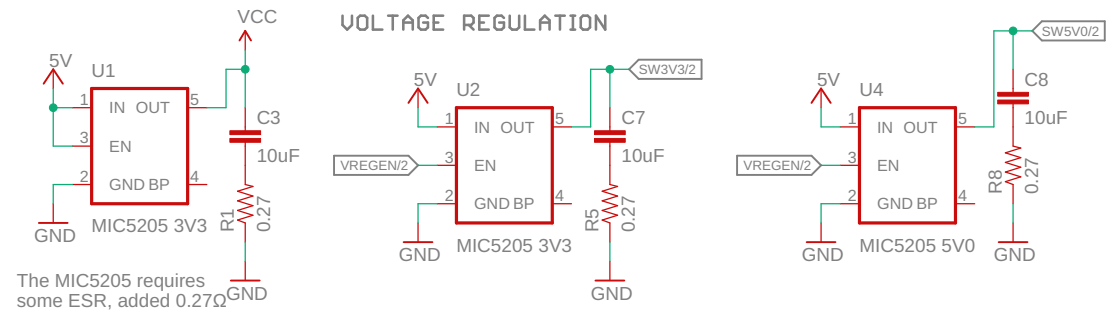 VOLTAGE REGULATION
VCC
5V
U1
1 IN OUT 5
3 EN
2 GND BP 4
MIC5205 3V3
GND
C3
10uF
R1
0.27
GND
The MIC5205 requires
some ESR, added 0.27Ω
5V
U2
SW3V3/2
1 IN OUT 5
VREGEN/2
3 EN
2 GND BP 4
MIC5205 3V3
GND
C7
10uF
R5
0.27
GND
5V
U4
SW5V0/2
1 IN OUT 5
VREGEN/2
3 EN
2 GND BP 4
MIC5205 5V0
GND
C8
10uF
R8
0.27
GND